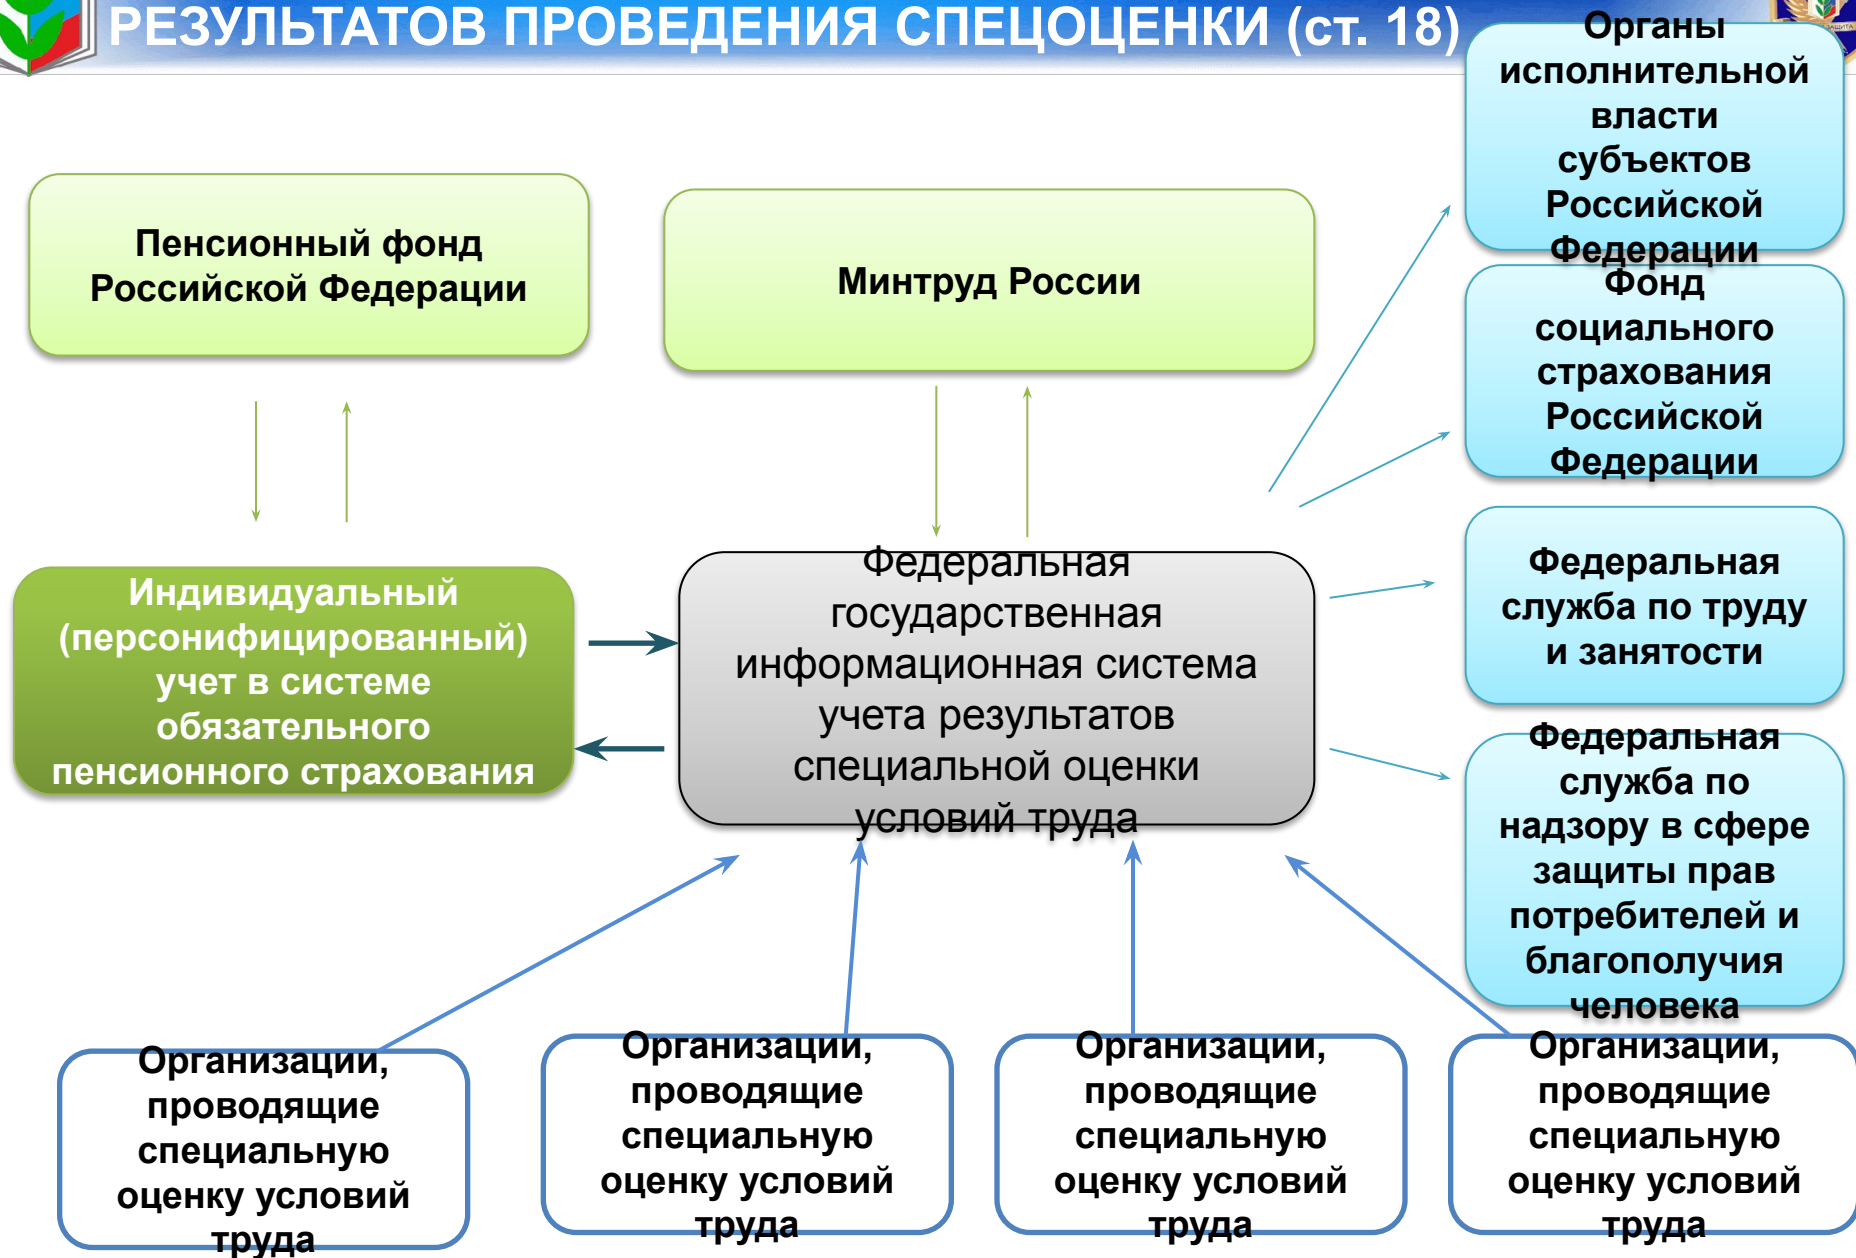 РЕЗУЛЬТАТОВ ПРОВЕДЕНИЯ СПЕЦОЦЕНКИ (ст. 18)
Органы
исполнительной
власти
субъектов
Российской
Федерации
Пенсионный фонд
Российской Федерации
Минтруд России
Фонд
социального
страхования
Российской
Федерации
Федеральная
служба по труду
и занятости
Индивидуальный
(персонифицированный)
учет в системе
обязательного
пенсионного страхования
Федеральная
государственная
информационная система
учета результатов
специальной оценки
условий труда
Федеральная
служба по
надзору в сфере
защиты прав
потребителей и
благополучия
человека
Организации,
проводящие
специальную
оценку условий
труда
Организации,
проводящие
специальную
оценку условий
труда
Организации,
проводящие
специальную
оценку условий
труда
Организации,
проводящие
специальную
оценку условий
труда